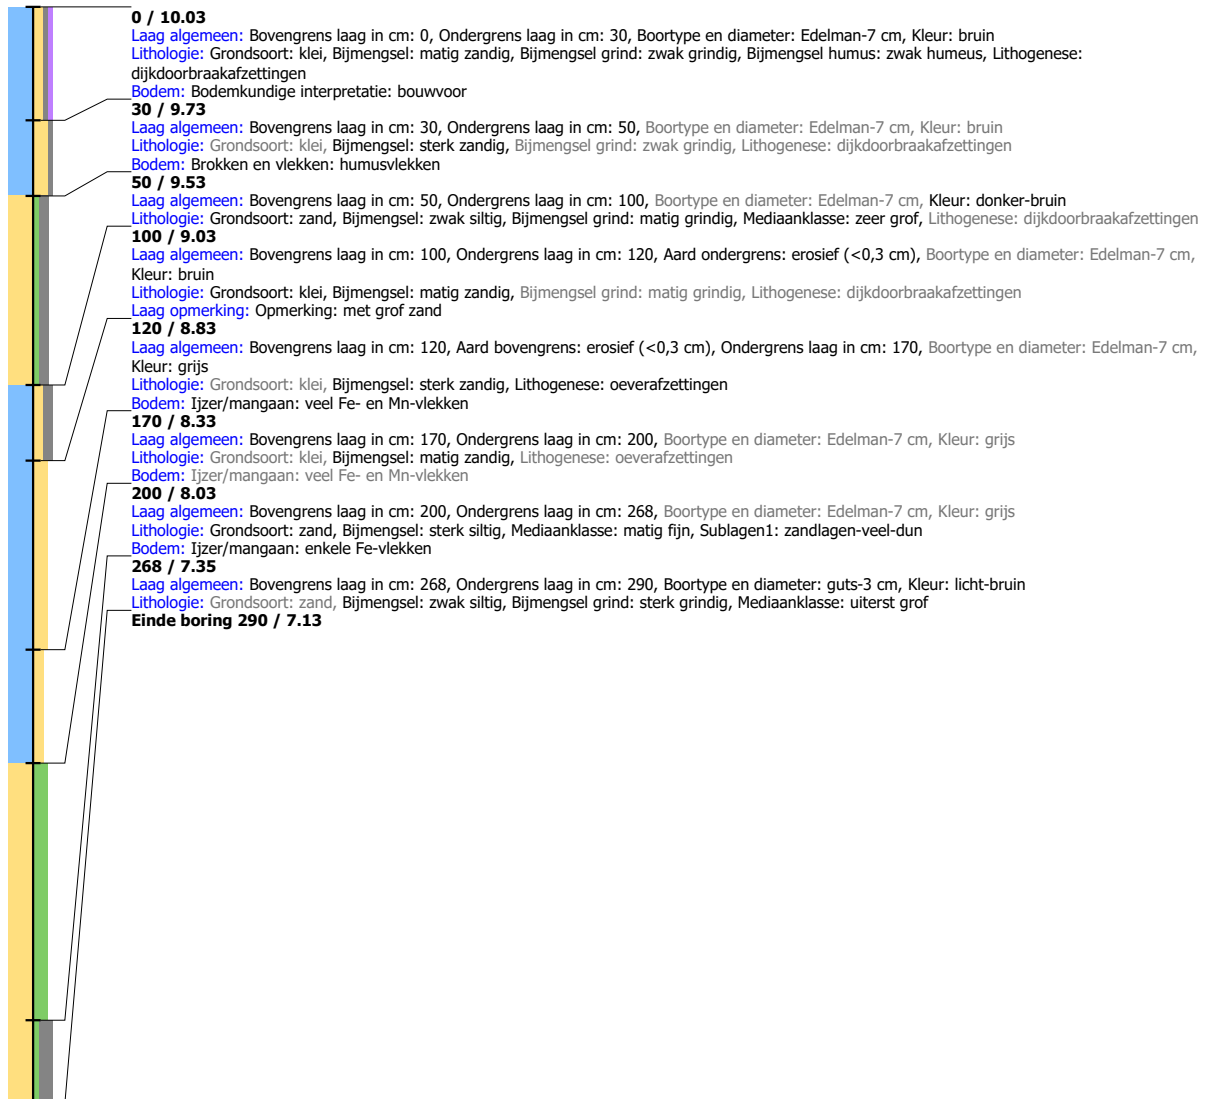 0 / 10.03
Laag algemeen: Bovengrens laag in cm: 0, Ondergrens laag in cm: 30, Boortype en diameter: Edelman-7 cm, Kleur: bruin
Lithologie: Grondsoort: klei, Bijmengsel: matig zandig, Bijmengsel grind: zwak grindig, Bijmengsel humus: zwak humeus, Lithogenese:
dijkdoorbraakafzettingen
Bodem: Bodemkundige interpretatie: bouwvoor
30 / 9.73
Laag algemeen: Bovengrens laag in cm: 30, Ondergrens laag in cm: 50, Boortype en diameter: Edelman-7 cm, Kleur: bruin
Lithologie: Grondsoort: klei, Bijmengsel: sterk zandig, Bijmengsel grind: zwak grindig, Lithogenese: dijkdoorbraakafzettingen
Bodem: Brokken en vlekken: humusvlekken
50 / 9.53
Laag algemeen: Bovengrens laag in cm: 50, Ondergrens laag in cm: 100, Boortype en diameter: Edelman-7 cm, Kleur: donker-bruin
Lithologie: Grondsoort: zand, Bijmengsel: zwak siltig, Bijmengsel grind: matig grindig, Mediaanklasse: zeer grof, Lithogenese: dijkdoorbraakafzettingen
100 / 9.03
Laag algemeen: Bovengrens laag in cm: 100, Ondergrens laag in cm: 120, Aard ondergrens: erosief (<0,3 cm), Boortype en diameter: Edelman-7 cm,
Kleur: bruin
Lithologie: Grondsoort: klei, Bijmengsel: matig zandig, Bijmengsel grind: matig grindig, Lithogenese: dijkdoorbraakafzettingen
Laag opmerking: Opmerking: met grof zand
120 / 8.83
Laag algemeen: Bovengrens laag in cm: 120, Aard bovengrens: erosief (<0,3 cm), Ondergrens laag in cm: 170, Boortype en diameter: Edelman-7 cm,
Kleur: grijs
Lithologie: Grondsoort: klei, Bijmengsel: sterk zandig, Lithogenese: oeverafzettingen
Bodem: Ijzer/mangaan: veel Fe- en Mn-vlekken
170 / 8.33
Laag algemeen: Bovengrens laag in cm: 170, Ondergrens laag in cm: 200, Boortype en diameter: Edelman-7 cm, Kleur: grijs
Lithologie: Grondsoort: klei, Bijmengsel: matig zandig, Lithogenese: oeverafzettingen
Bodem: Ijzer/mangaan: veel Fe- en Mn-vlekken
200 / 8.03
Laag algemeen: Bovengrens laag in cm: 200, Ondergrens laag in cm: 268, Boortype en diameter: Edelman-7 cm, Kleur: grijs
Lithologie: Grondsoort: zand, Bijmengsel: sterk siltig, Mediaanklasse: matig fijn, Sublagen1: zandlagen-veel-dun
Bodem: Ijzer/mangaan: enkele Fe-vlekken
268 / 7.35
Laag algemeen: Bovengrens laag in cm: 268, Ondergrens laag in cm: 290, Boortype en diameter: guts-3 cm, Kleur: licht-bruin
Lithologie: Grondsoort: zand, Bijmengsel: zwak siltig, Bijmengsel grind: sterk grindig, Mediaanklasse: uiterst grof
Einde boring 290 / 7.13